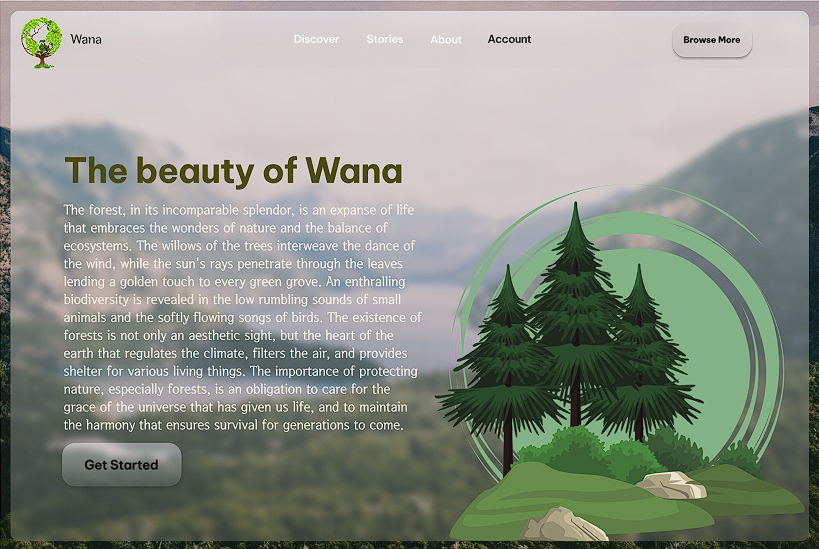 Wana
Discover
Stories
About
Account
Browse More
The beauty of Wana
The forest, in its incomparable splendor, is an expanse of life
that embraces the wonders of nature and the balance of
ecosystems. The willows of the trees interweave the dance of
the wind, while the sun's rays penetrate through the leaves
lending a golden touch to every green grove. An enthralling
biodiversity is revealed in the low rumbling sounds of small
animals and the softly flowing songs of birds. The existence of
forests is not only an aesthetic sight, but the heart of the
earth that regulates the climate, filters the air, and provides
shelter for various living things. The importance of protecting
nature, especially forests, is an obligation to care for the
grace of the universe that has given us life, and to maintain
the harmony that ensures survival for generations to come.
Get Started